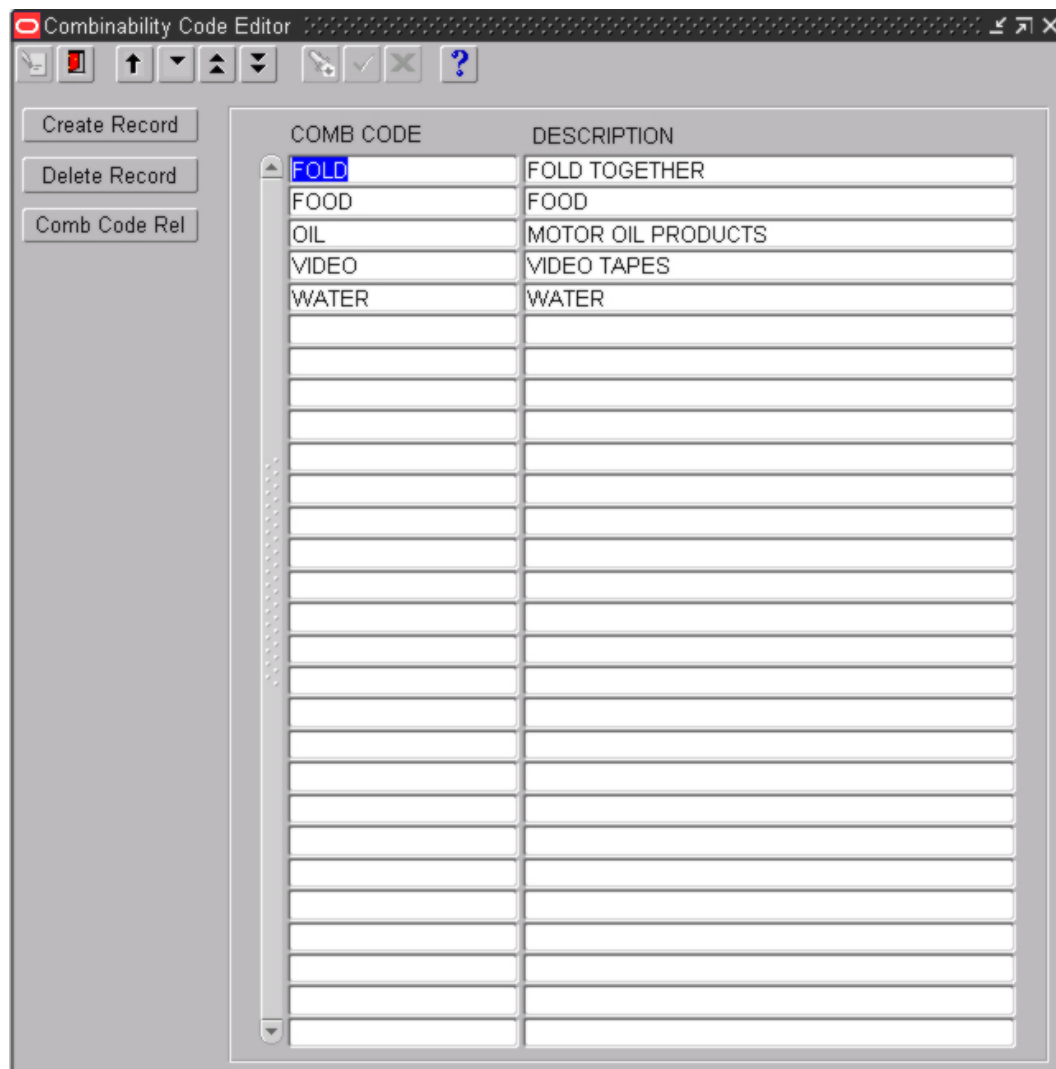 Combinability Code Editor
?
Create Record
Delete Record
Comb Code Rel
COMB CODE DESCRIPTION
FOLD FOLD TOGETHER
FOOD FOOD
OIL MOTOR OIL PRODUCTS
VIDEO VIDEO TAPES
WATER WATER